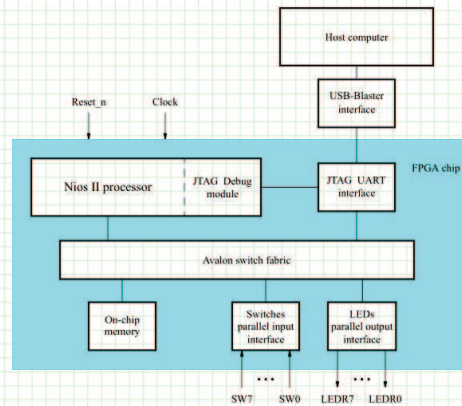 Host computer
USB-Blaster
interface
Reset_n
Clock
FPGA chip
Nios II processor
JTAG Debug
module
JTAG UART
interface
Avalon switch fabric
On-chip
memory
Switches
parallel input
interface
LEDs
parallel output
interface
SW7
SW0
LEDR7
LEDR0